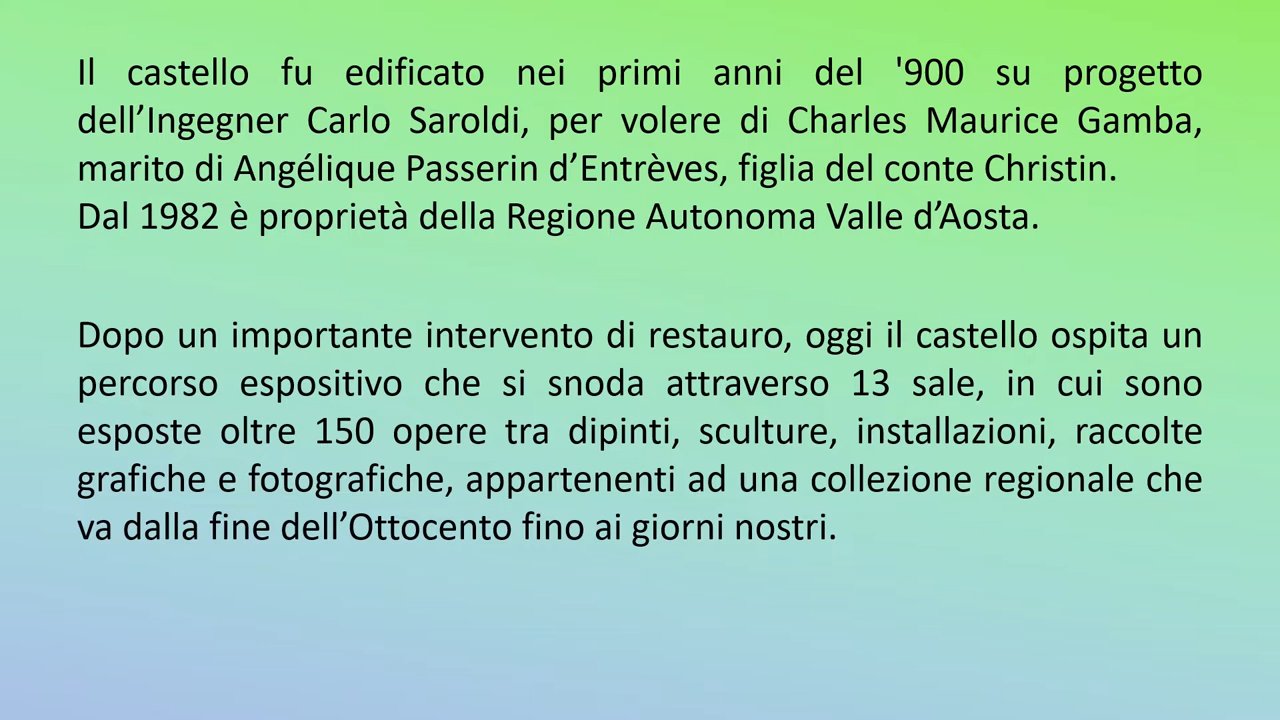 Il castello fu edificato nei primi anni del '900 su progetto
dell’Ingegner Carlo Saroldi, per volere di Charles Maurice Gamba,
marito di Angélique Passerin d’Entrèves, figlia del conte Christin.
Dal 1982 è proprietà della Regione Autonoma Valle d’Aosta.
Dopo un importante intervento di restauro, oggi il castello ospita un
percorso espositivo che si snoda attraverso 13 sale, in cui sono
esposte oltre 150 opere tra dipinti, sculture, installazioni, raccolte
grafiche e fotografiche, appartenenti ad una collezione regionale che
va dalla fine dell’Ottocento fino ai giorni nostri.